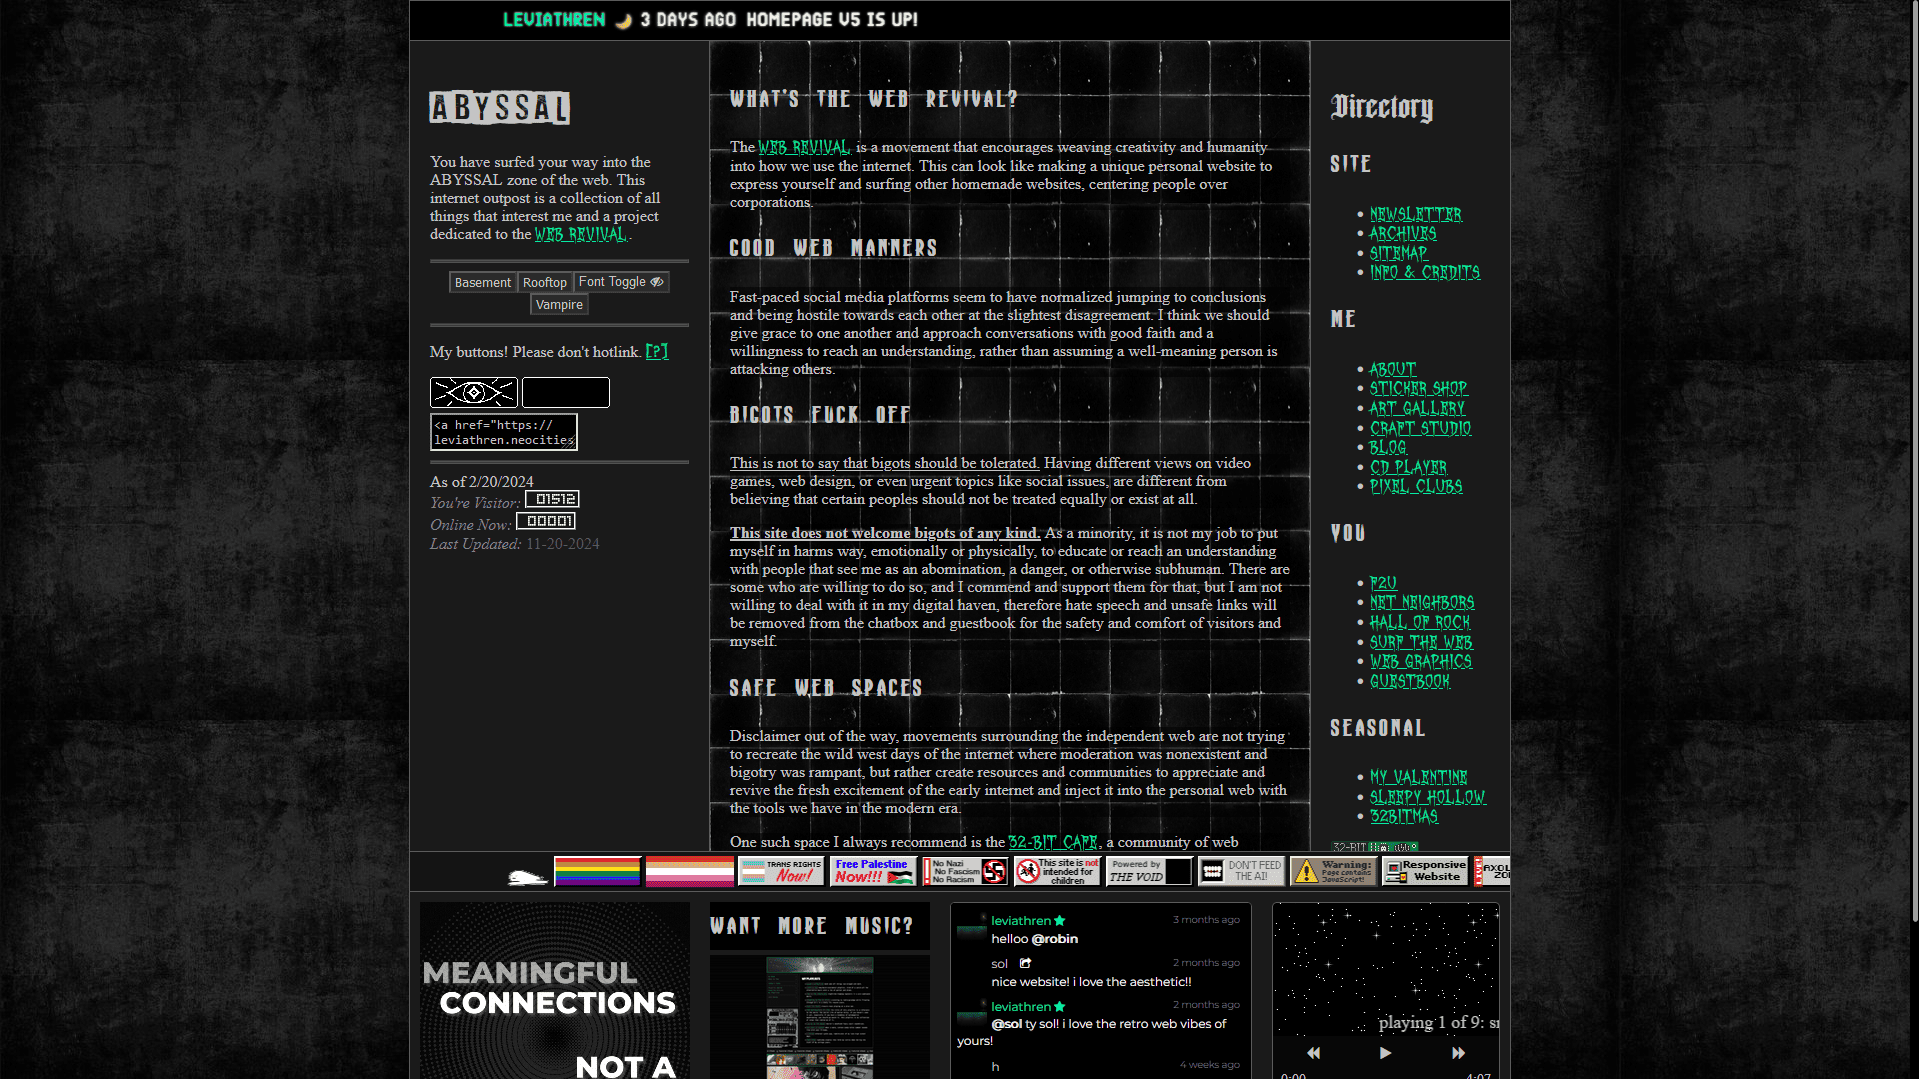 LEVIATHREN 🌙 3 DAYS AGO HOMEPAGE V5 IS UP!
ABYSSAL
You have surfed your way into the
ABYSSAL zone of the web. This
internet outpost is a collection of all
things that interest me and a project
dedicated to the WEB REVIVAL.
Basement Rooftop Font Toggle
Vampire
My buttons! Please don't hotlink. [?]
<a href="https://
leviathren.neocities
As of 2/20/2024
You're Visitor: 01512
Online Now: 00001
Last Updated: 11-20-2024
WHAT'S THE WEB REVIVAL?
The WEB REVIVAL is a movement that encourages weaving creativity and humanity
into how we use the internet. This can look like making a unique personal website to
express yourself and surfing other homemade websites, centering people over
corporations.
GOOD WEB MANNERS
Fast-paced social media platforms seem to have normalized jumping to conclusions
and being hostile towards each other at the slightest disagreement. I think we should
give grace to one another and approach conversations with good faith and a
willingness to reach an understanding, rather than assuming a well-meaning person is
attacking others.
BIGOTS FUCK OFF
This is not to say that bigots should be tolerated. Having different views on video
games, web design, or even urgent topics like social issues, are different from
believing that certain peoples should not be treated equally or exist at all.
This site does not welcome bigots of any kind. As a minority, it is not my job to put
myself in harms way, emotionally or physically, to educate or reach an understanding
with people that see me as an abomination, a danger, or otherwise subhuman. There are
some who are willing to do so, and I commend and support them for that, but I am not
willing to deal with it in my digital haven, therefore hate speech and unsafe links will
be removed from the chatbox and guestbook for the safety and comfort of visitors and
myself.
SAFE WEB SPACES
Disclaimer out of the way, movements surrounding the independent web are not trying
to recreate the wild west days of the internet where moderation was nonexistent and
bigotry was rampant, but rather create resources and communities to appreciate and
revive the fresh excitement of the early internet and inject it into the personal web with
the tools we have in the modern era.
One such space I always recommend is the 32-BIT CAFE, a community of web
Directory
SITE
NEWSLETTER
ARCHIVES
SITEMAP
INFO & CREDITS
ME
ABOUT
STICKER SHOP
ART GALLERY
CRAFT STUDIO
BLOG
CD PLAYER
PIXEL CLUBS
YOU
F2U
NET NEIGHBORS
HALL OF ROCK
SURF THE WEB
WEB GRAPHICS
GUESTBOOK
SEASONAL
MY VALENTINE
SLEEPY HOLLOW
32BITMAS
32-BIT
TRANS RIGHTS
Now!
Free Palestine
Now!!!
No Nazi
No Fascism
No Racism
This site is not
intended for
children
Powered by
THE VOID
DON'T FEED
THE AI!
Warning:
Page contains
JavaScript!
Responsive
Website
LIVE!
MEANINGFUL
CONNECTIONS
NOT A
WANT MORE MUSIC?
leviathren 3 months ago
helloo @robin
sol 2 months ago
nice website! i love the aesthetic!!
leviathren 2 months ago
@sol ty sol! i love the retro web vibes of
yours!
h 4 weeks ago
playing 1 of 9:
0:00 4:07